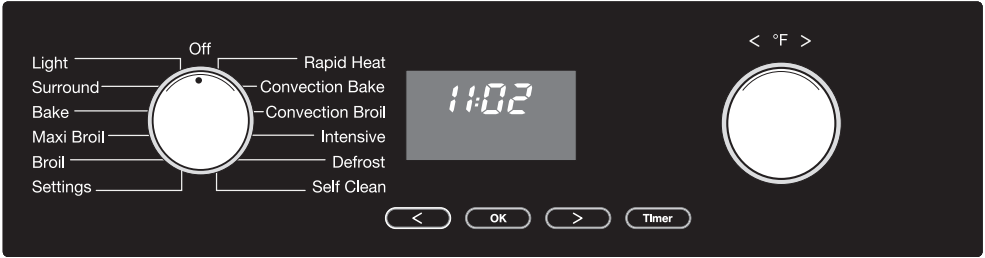 Off
Light
Surround
Bake
Maxi Broil
Broil
Settings
Rapid Heat
Convection Bake
Convection Broil
Intensive
Defrost
Self Clean
11:02
< °F >
<
OK
>
TImer